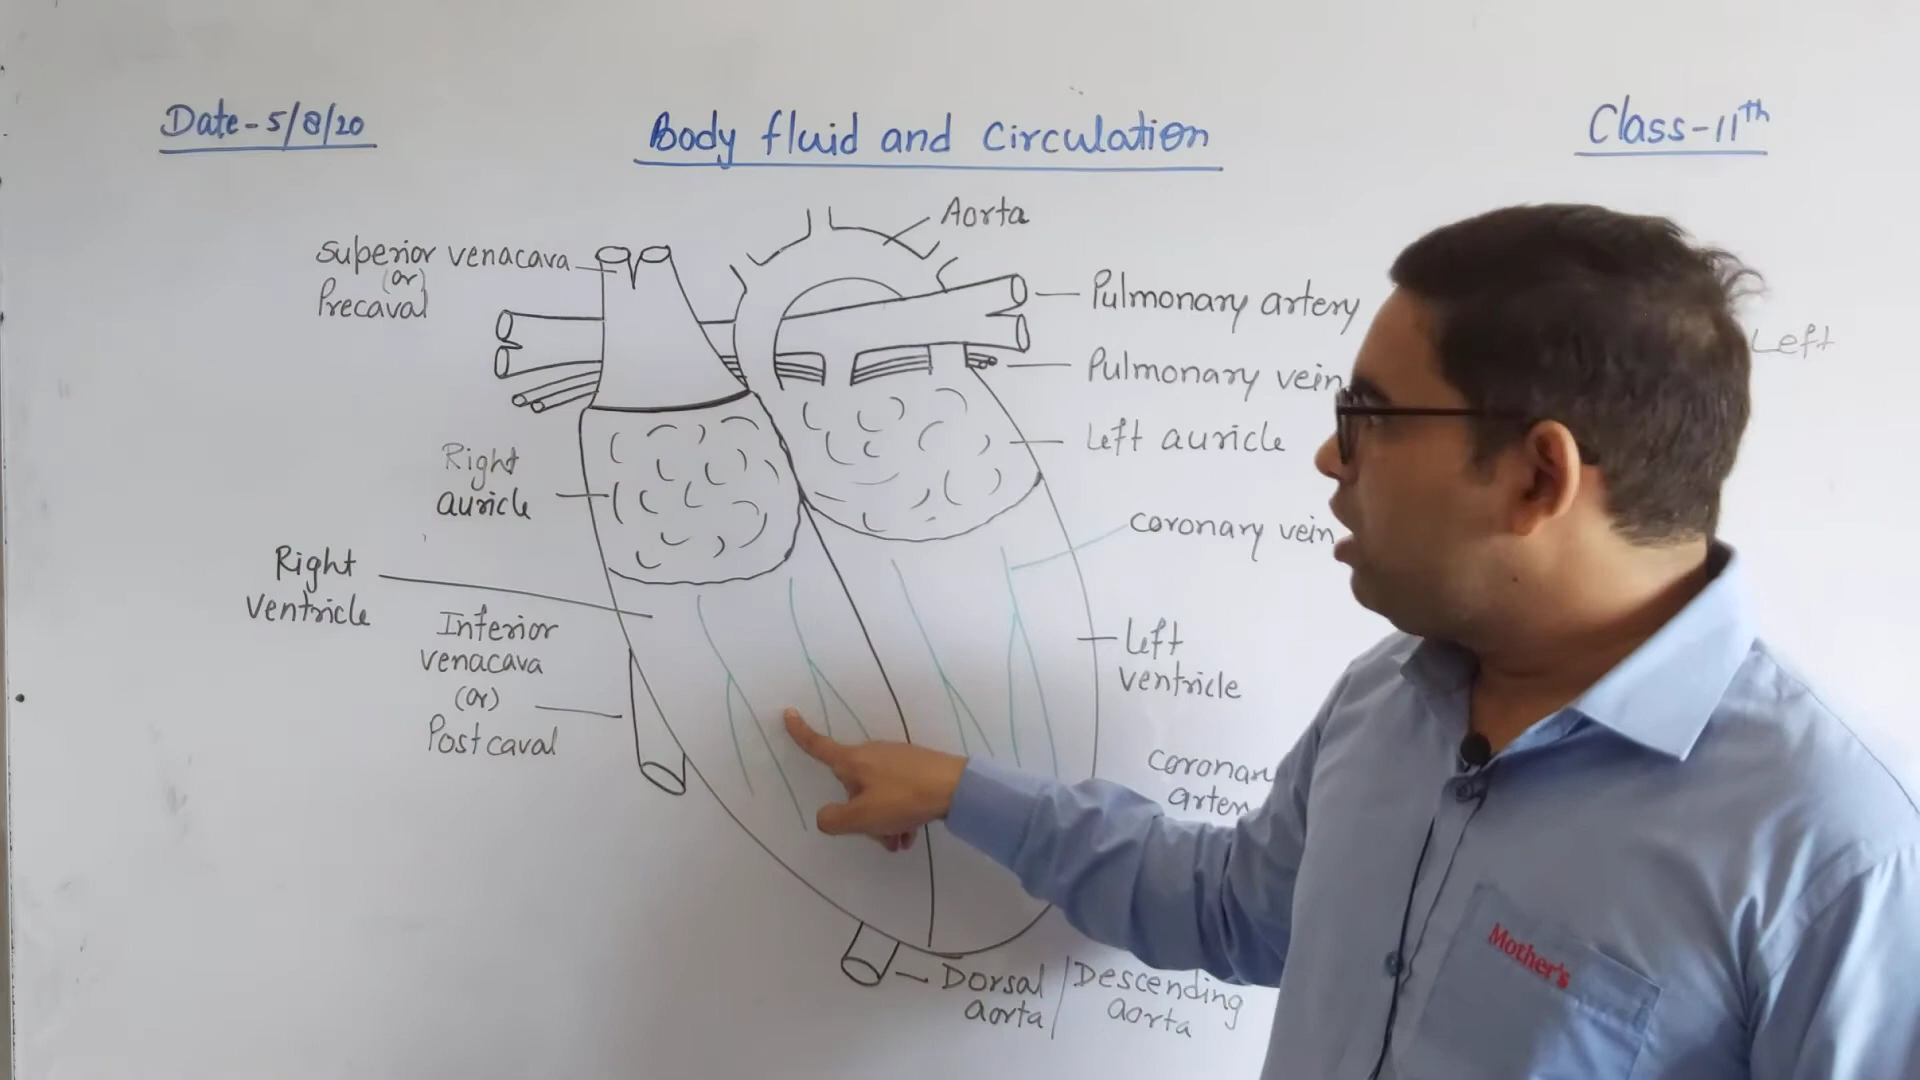 Date-5/8/20
Body fluid and Circulation
Class-11th
Aorta
Superior venacava
(or)
Precaval
Pulmonary artery
Left
Pulmonary vein
Left auricle
Right
auricle
coronary vein
Right
ventricle
Inferior
venacava
(or)
Postcaval
Left
ventricle
Dorsal
aorta
/
Descending
aorta
Mother's